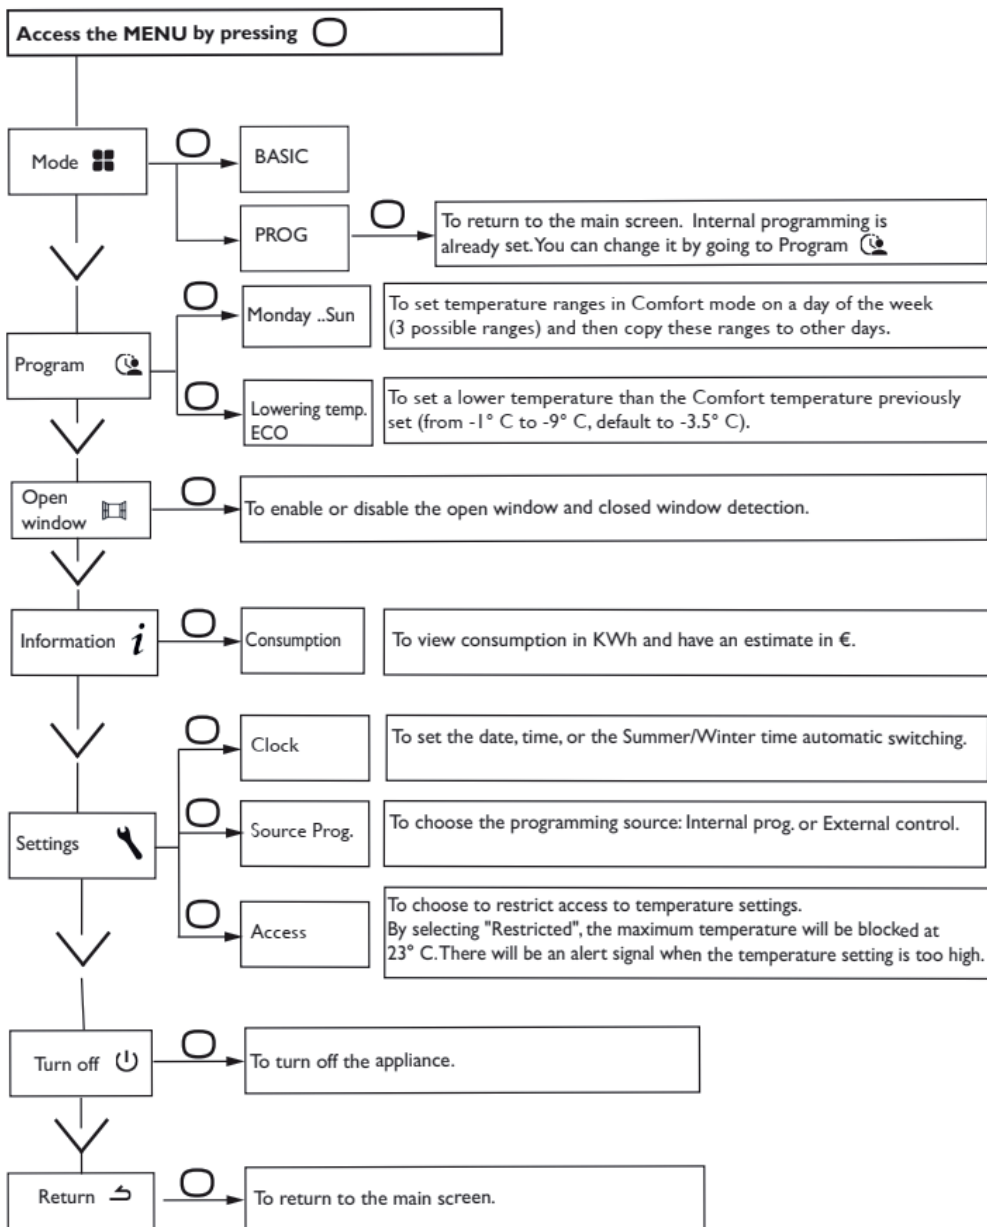 Access the MENU by pressing
Mode
BASIC
PROG
To return to the main screen. Internal programming is
already set. You can change it by going to Program
Program
Monday ..Sun
To set temperature ranges in Comfort mode on a day of the week
(3 possible ranges) and then copy these ranges to other days.
Lowering temp.
ECO
To set a lower temperature than the Comfort temperature previously
set (from -1° C to -9° C, default to -3.5° C).
Open
window
To enable or disable the open window and closed window detection.
Information i
Consumption
To view consumption in KWh and have an estimate in €.
Settings
Clock
To set the date, time, or the Summer/Winter time automatic switching.
Source Prog.
To choose the programming source: Internal prog. or External control.
Access
To choose to restrict access to temperature settings.
By selecting "Restricted", the maximum temperature will be blocked at
23° C. There will be an alert signal when the temperature setting is too high.
Turn off
To turn off the appliance.
Return
To return to the main screen.